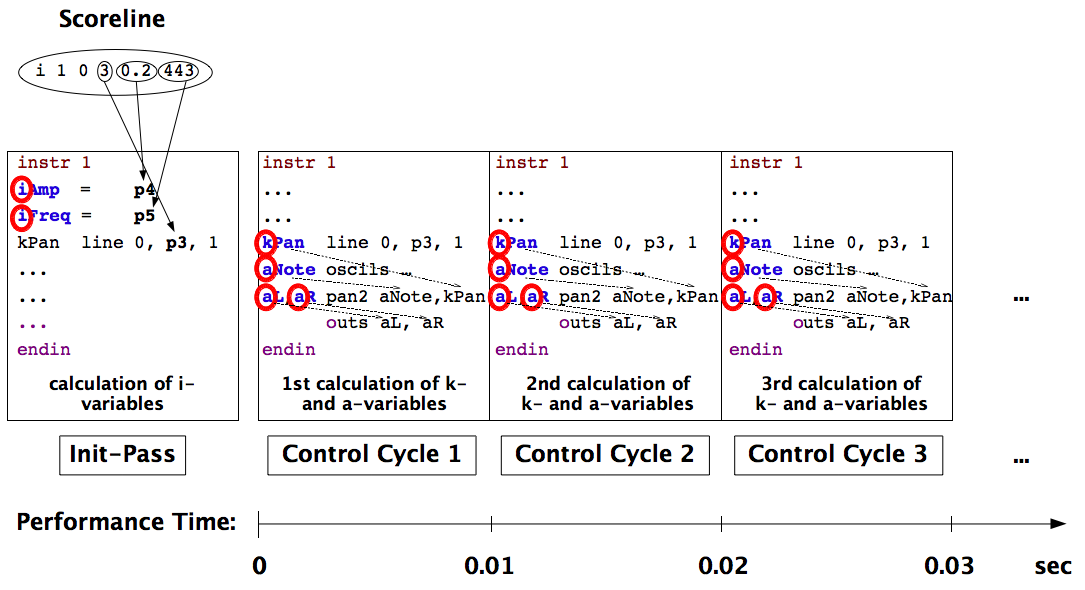 Scoreline
i 1 0 3 0.2 443
instr 1
iAmp = p4
iFreq = p5
kPan line 0, p3, 1
...
...
...
endin
calculation of i-
variables
Init-Pass
instr 1
...
...
kPan line 0, p3, 1
aNote oscils …
aL, aR pan2 aNote,kPan
outs aL, aR
endin
1st calculation of k-
and a-variables
Control Cycle 1
instr 1
...
...
kPan line 0, p3, 1
aNote oscils …
aL, aR pan2 aNote,kPan
outs aL, aR
endin
2nd calculation of
k- and a-variables
Control Cycle 2
instr 1
...
...
kPan line 0, p3, 1
aNote oscils …
aL, aR pan2 aNote,kPan
outs aL, aR
endin
3rd calculation of
k- and a-variables
Control Cycle 3
...
...
Performance Time:
0 0.01 0.02 0.03 sec